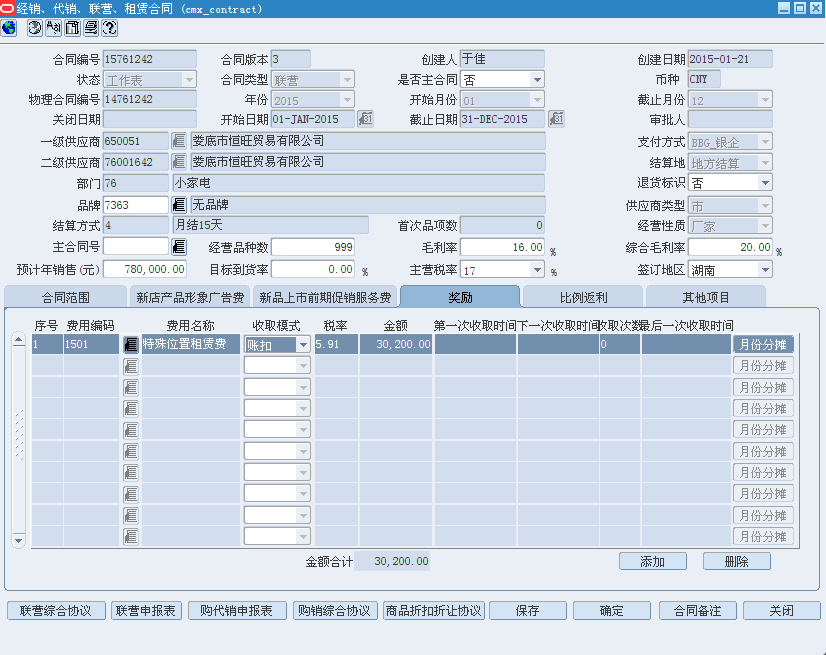 经销、代销、联营、租赁合同 (cmx_contract)
合同编号 15761242 合同版本 3 创建人 于佳 创建日期 2015-01-21
状态 工作表 合同类型 联营 是否主合同 否 币种 CNY
物理合同编号 14761242 年份 2015 开始月份 01 截止月份 12
关闭日期 开始日期 01-JAN-2015 截止日期 31-DEC-2015 审批人
一级供应商 650051 娄底市恒旺贸易有限公司 支付方式 BBG_银企
二级供应商 76001642 娄底市恒旺贸易有限公司 结算地 地方结算
部门 76 小家电 退货标识 否
品牌 7363 无品牌 供应商类型 市
结算方式 4 月结15天 首次品项数 0 经营性质 厂家
主合同号 经营品种数 999 毛利率 16.00 % 综合毛利率 20.00 %
预计年销售(元) 780,000.00 目标到货率 0.00 % 主营税率 17 % 签订地区 湖南
合同范围 新店产品形象广告费 新品上市前期促销服务费 奖励 比例返利 其他项目
序号 费用编码 费用名称 收取模式 税率 金额 第一次收取时间 下一次收取时间 收取次数 最后一次收取时间
1 1501 特殊位置租赁费 账扣 5.91 30,200.00 0 月份分摊
月份分摊
月份分摊
月份分摊
月份分摊
月份分摊
月份分摊
月份分摊
月份分摊
月份分摊
金额合计 30,200.00 添加 删除
联营综合协议 联营申报表 购代销申报表 购销综合协议 商品折扣折让协议 保存 确定 合同备注 关闭